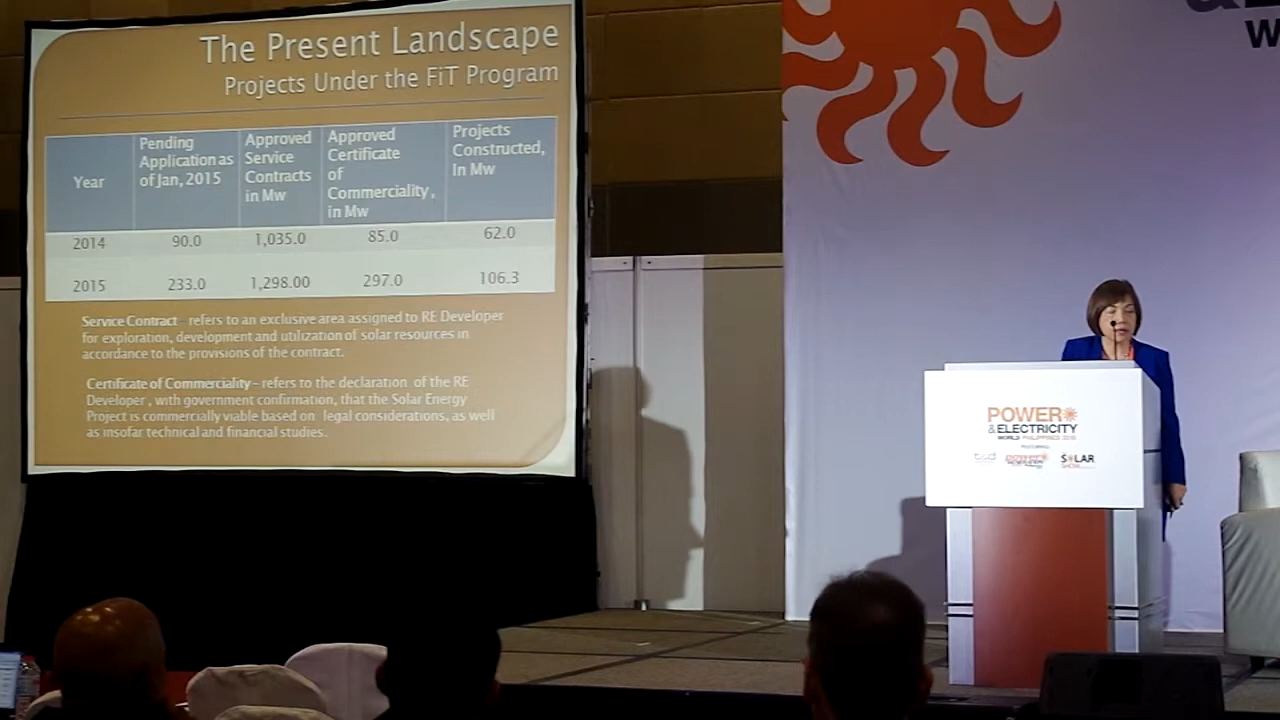 The Present Landscape
Projects Under the FiT Program
Year
Pending
Application as
of Jan, 2015
Approved
Service
Contracts
in Mw
Approved
Certificate
of
Commerciality,
in Mw
Projects
Constructed,
In Mw
2014 90.0 1,035.0 85.0 62.0
2015 233.0 1,298.00 297.0 106.3
Service Contract – refers to an exclusive area assigned to RE Developer
for exploration, development and utilization of solar resources in
accordance to the provisions of the contract.
Certificate of Commerciality – refers to the declaration of the RE
Developer , with government confirmation, that the Solar Energy
Project is commercially viable based on legal considerations, as well
as insofar technical and financial studies.
W
POWER
&ELECTRICITY
WORLD PHILIPPINES
SOLAR
SHOW